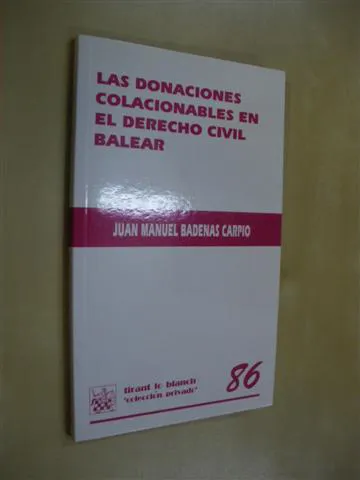 LAS DONACIONES
COLACIONABLES EN
EL DERECHO CIVIL
BALEAR
JUAN MANUEL BADENAS CARPIO
tirant lo blanch
"colección privado"
86